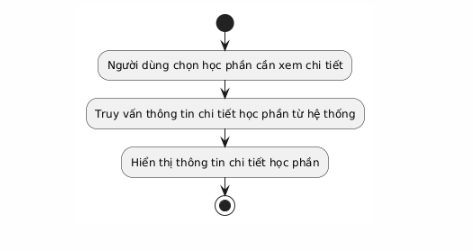 Người dùng chọn học phần cần xem chi tiết
Truy vấn thông tin chi tiết học phần từ hệ thống
Hiển thị thông tin chi tiết học phần